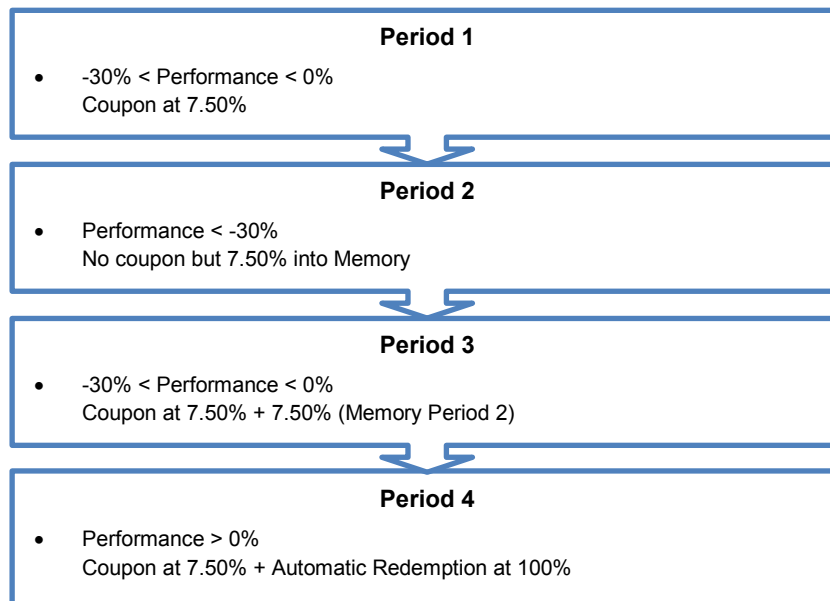 Period 1
• -30% < Performance < 0%
Coupon at 7.50%
Period 2
• Performance < -30%
No coupon but 7.50% into Memory
Period 3
• -30% < Performance < 0%
Coupon at 7.50% + 7.50% (Memory Period 2)
Period 4
• Performance > 0%
Coupon at 7.50% + Automatic Redemption at 100%